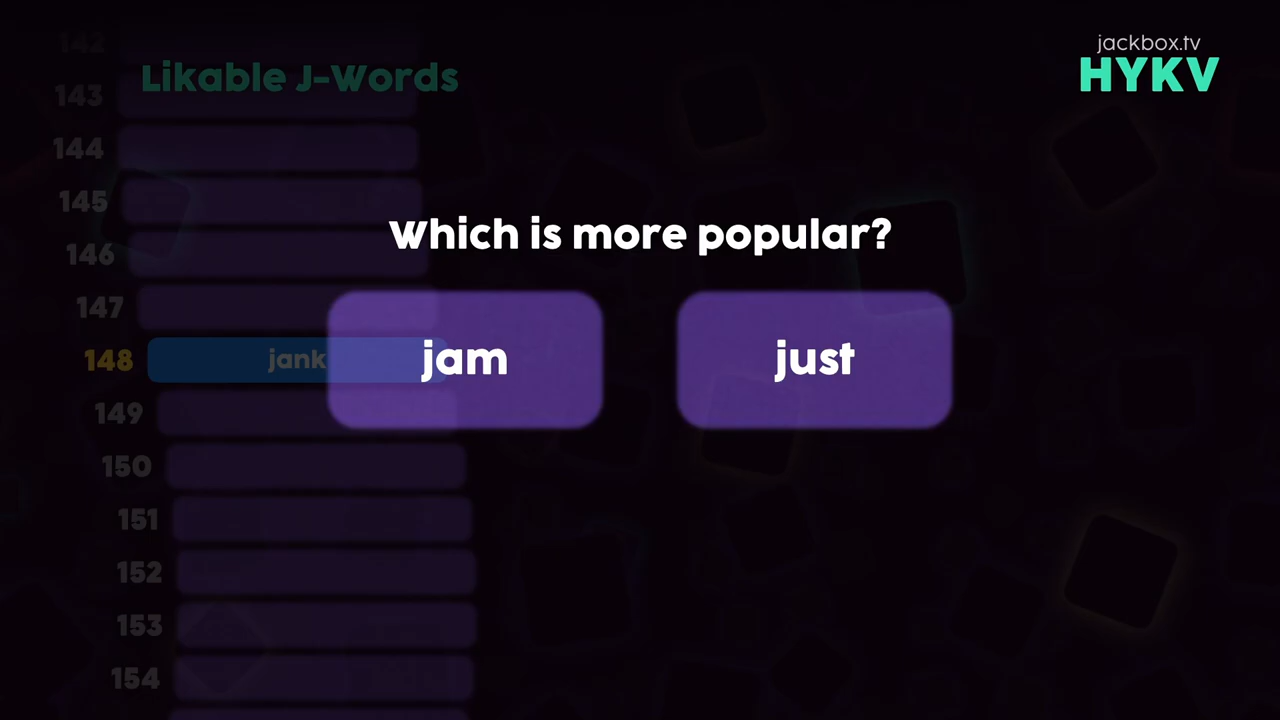 142
Likable J-Words
jackbox.tv
HYKV
143
144
145
146
Which is more popular?
147
148 jank
jam
just
149
150
151
152
153
154